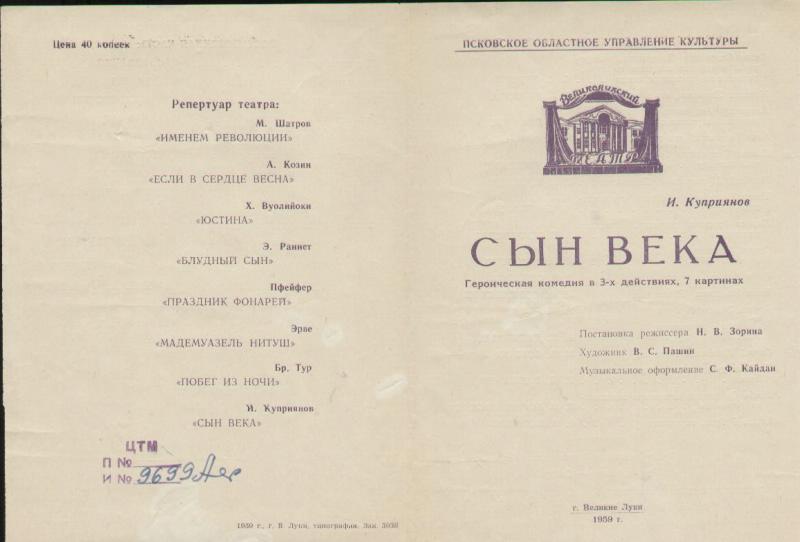 Цена 40 копеек
Репертуар театра:
М. Шатров
«ИМЕНЕМ РЕВОЛЮЦИИ»
А. Козин
«ЕСЛИ В СЕРДЦЕ ВЕСНА»
Х. Вуолийоки
«ЮСТИНА»
Э. Раннет
«БЛУДНЫЙ СЫН»
Пфейфер
«ПРАЗДНИК ФОНАРЕЙ»
Эрве
«МАДЕМУАЗЕЛЬ НИТУШ»
Бр. Тур
«ПОБЕГ ИЗ НОЧИ»
И. Куприянов
«СЫН ВЕКА»
ЦТМ
П №
И № 9699
1959 г., г. В. Луки, типография. Зак. 3038
ПСКОВСКОЕ ОБЛАСТНОЕ УПРАВЛЕНИЕ КУЛЬТУРЫ
Великолукский
ТЕАТР
И. Куприянов
СЫН ВЕКА
Героическая комедия в 3-х действиях, 7 картинах
Постановка режиссера Н. В. Зорина
Художник В. С. Пашин
Музыкальное оформление С. Ф. Кайдан
г. Великие Луки
1959 г.